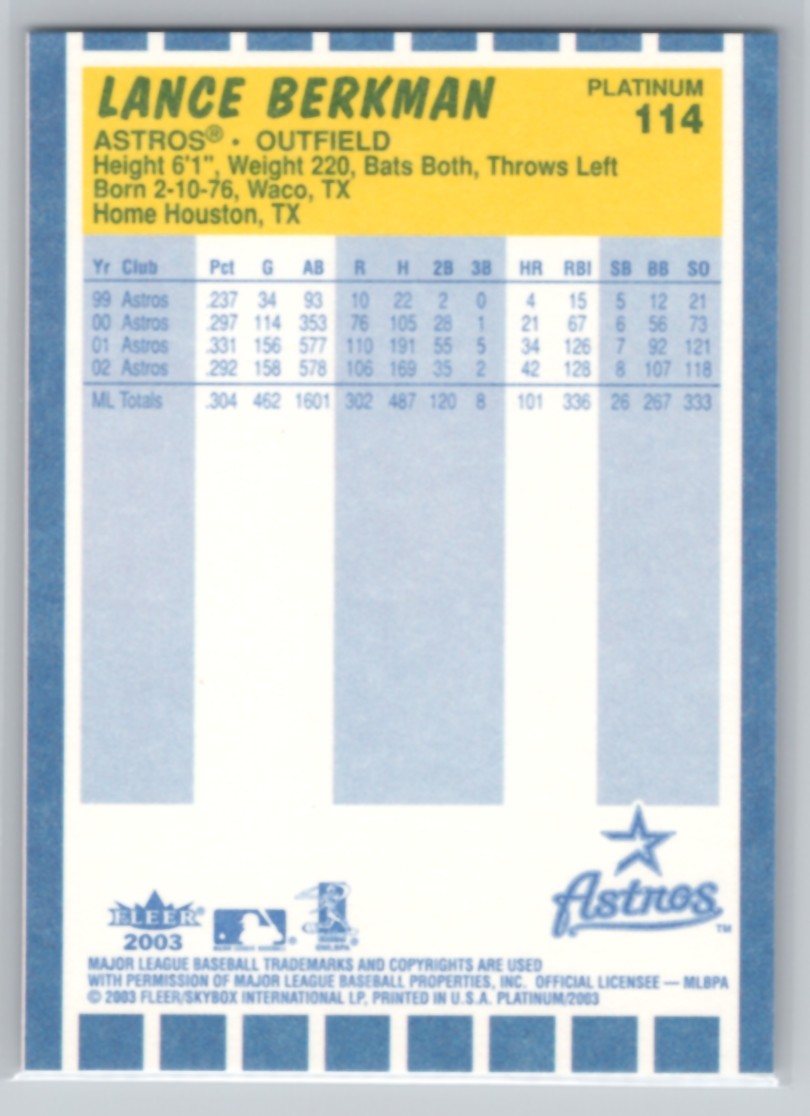 LANCE BERKMAN
PLATINUM
114
ASTROS® · OUTFIELD
Height 6'1", Weight 220, Bats Both, Throws Left
Born 2-10-76, Waco, TX
Home Houston, TX
Yr Club Pct G AB R H 2B 3B HR RBI SB BB SO
99 Astros .237 34 93 10 22 2 0 4 15 5 12 21
00 Astros .297 114 353 76 105 28 1 21 67 6 56 73
01 Astros .331 156 577 110 191 55 5 34 126 7 92 121
02 Astros .292 158 578 106 169 35 2 42 128 8 107 118
ML Totals .304 462 1601 302 487 120 8 101 336 26 267 333
Astros™
FLEER®
2003
MAJOR LEAGUE BASEBALL TRADEMARKS AND COPYRIGHTS ARE USED
WITH PERMISSION OF MAJOR LEAGUE BASEBALL PROPERTIES, INC. OFFICIAL LICENSEE — MLBPA
© 2003 FLEER/SKYBOX INTERNATIONAL LP, PRINTED IN U.S.A. PLATINUM/2003